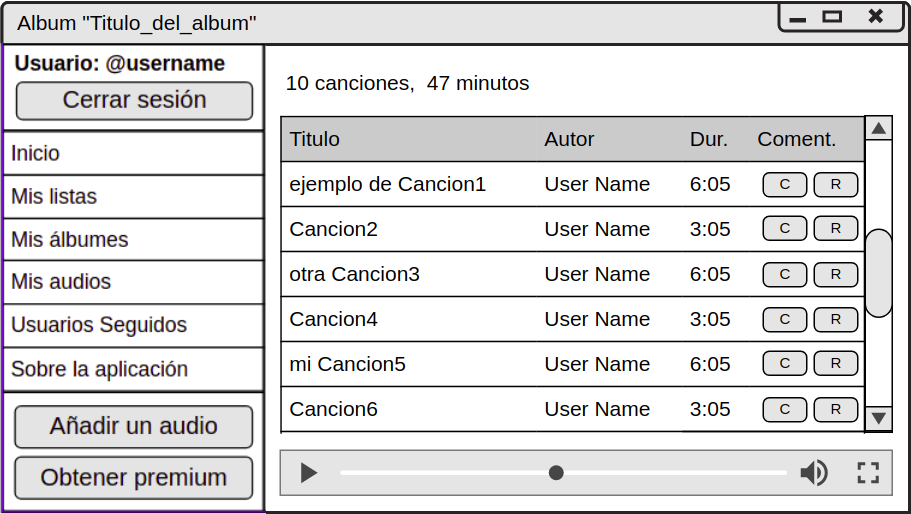 Album "Titulo_del_album"
Usuario: @username
Cerrar sesión
Inicio
Mis listas
Mis álbumes
Mis audios
Usuarios Seguidos
Sobre la aplicación
Añadir un audio
Obtener premium
10 canciones,  47 minutos
Titulo Autor Dur. Coment.
ejemplo de Cancion1 User Name 6:05 C R
Cancion2 User Name 3:05 C R
otra Cancion3 User Name 6:05 C R
Cancion4 User Name 3:05 C R
mi Cancion5 User Name 6:05 C R
Cancion6 User Name 3:05 C R